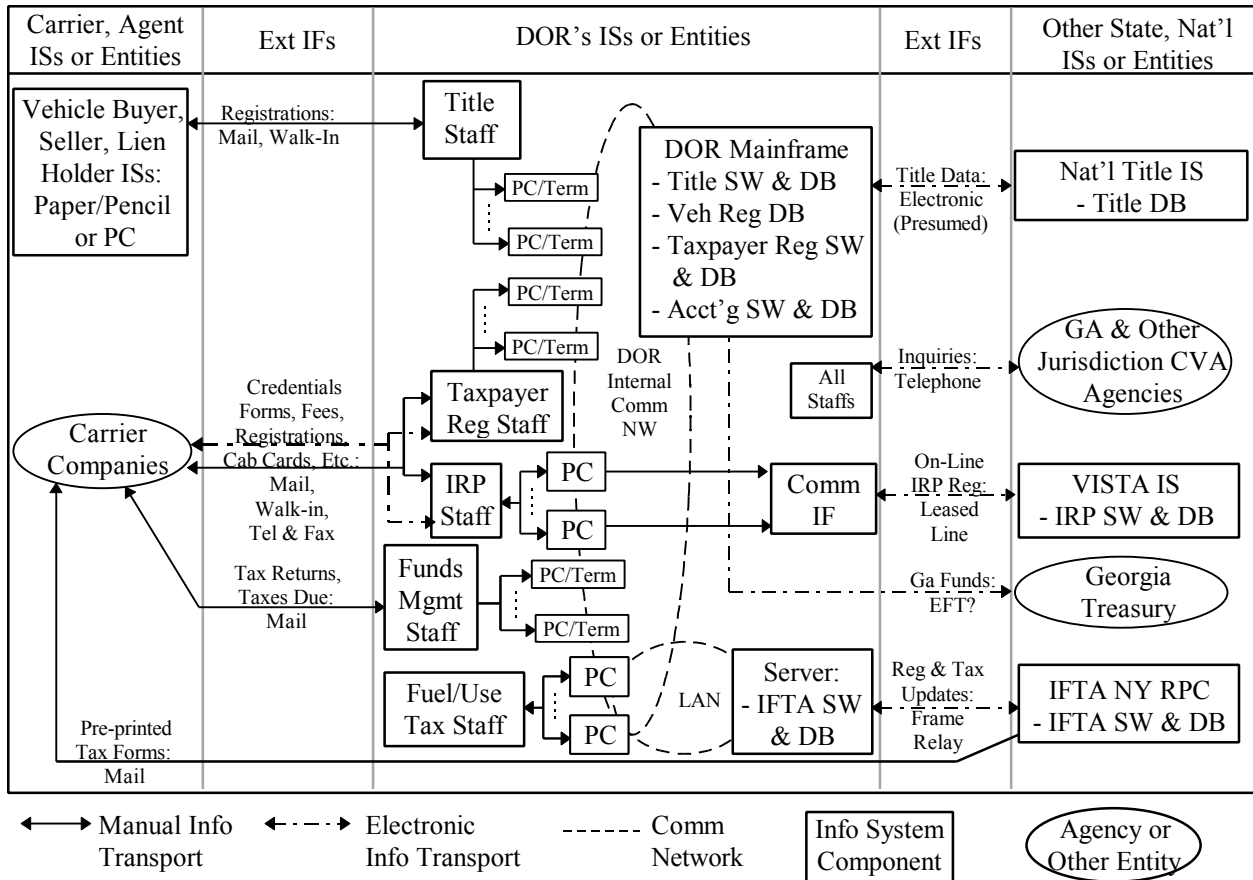 Carrier, Agent
ISs or Entities
Ext IFs
DOR's ISs or Entities
Ext IFs
Other State, Nat'l
ISs or Entities
Vehicle Buyer,
Seller, Lien
Holder ISs:
Paper/Pencil
or PC
Registrations:
Mail, Walk-In
Title
Staff
PC/Term
PC/Term
DOR Mainframe
- Title SW & DB
- Veh Reg DB
- Taxpayer Reg SW
& DB
- Acct'g SW & DB
Title Data:
Electronic
(Presumed)
Nat'l Title IS
- Title DB
PC/Term
PC/Term
DOR
Internal
Comm
NW
All
Staffs
Inquiries:
Telephone
GA & Other
Jurisdiction CVA
Agencies
Carrier
Companies
Credentials
Forms, Fees,
Registrations,
Cab Cards, Etc.:
Mail,
Walk-in,
Tel & Fax
Taxpayer
Reg Staff
IRP
Staff
PC
PC
Comm
IF
On-Line
IRP Reg:
Leased
Line
VISTA IS
- IRP SW & DB
Tax Returns,
Taxes Due:
Mail
Funds
Mgmt
Staff
PC/Term
PC/Term
Ga Funds:
EFT?
Georgia
Treasury
Fuel/Use
Tax Staff
PC
PC
LAN
Server:
- IFTA SW
& DB
Reg & Tax
Updates:
Frame
Relay
IFTA NY RPC
- IFTA SW & DB
Pre-printed
Tax Forms:
Mail
Manual Info
Transport
Electronic
Info Transport
Comm
Network
Info System
Component
Agency or
Other Entity